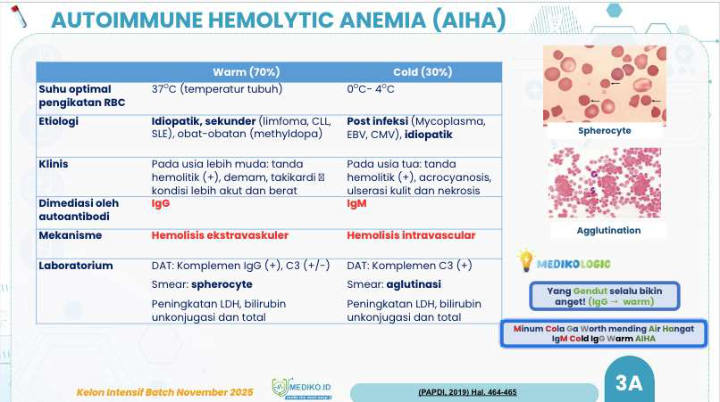 AUTOIMMUNE HEMOLYTIC ANEMIA (AIHA)
Warm (70%)
Cold (30%)
Suhu optimal
pengikatan RBC
37°C (temperatur tubuh)
0°C- 4°C
Etiologi
Idiopatik, sekunder (limfoma, CLL,
SLE), obat-obatan (methyldopa)
Post infeksi (Mycoplasma,
EBV, CMV), idiopatik
Klinis
Pada usia lebih muda: tanda
hemolitik (+), demam, takikardi
kondisi lebih akut dan berat
Pada usia tua: tanda
hemolitik (+), acrocyanosis,
ulserasi kulit dan nekrosis
Dimediasi oleh
autoantibodi
IgG
IgM
Mekanisme
Hemolisis ekstravaskuler
Hemolisis intravascular
Laboratorium
DAT: Komplemen IgG (+), C3 (+/-)
Smear: spherocyte
Peningkatan LDH, bilirubin
unkonjugasi dan total
DAT: Komplemen C3 (+)
Smear: aglutinasi
Peningkatan LDH, bilirubin
unkonjugasi dan total
Spherocyte
Agglutination
MEDIKOLOGIC
Yang Gendut selalu bikin
anget! (IgG → warm)
Minum Cola Ga Worth mending Air Hangat
IgM Cold IgG Warm AIHA
Kelon Intensif Batch November 2025
MEDIKO.ID
(PAPDI, 2019) Hal. 464-465
3A